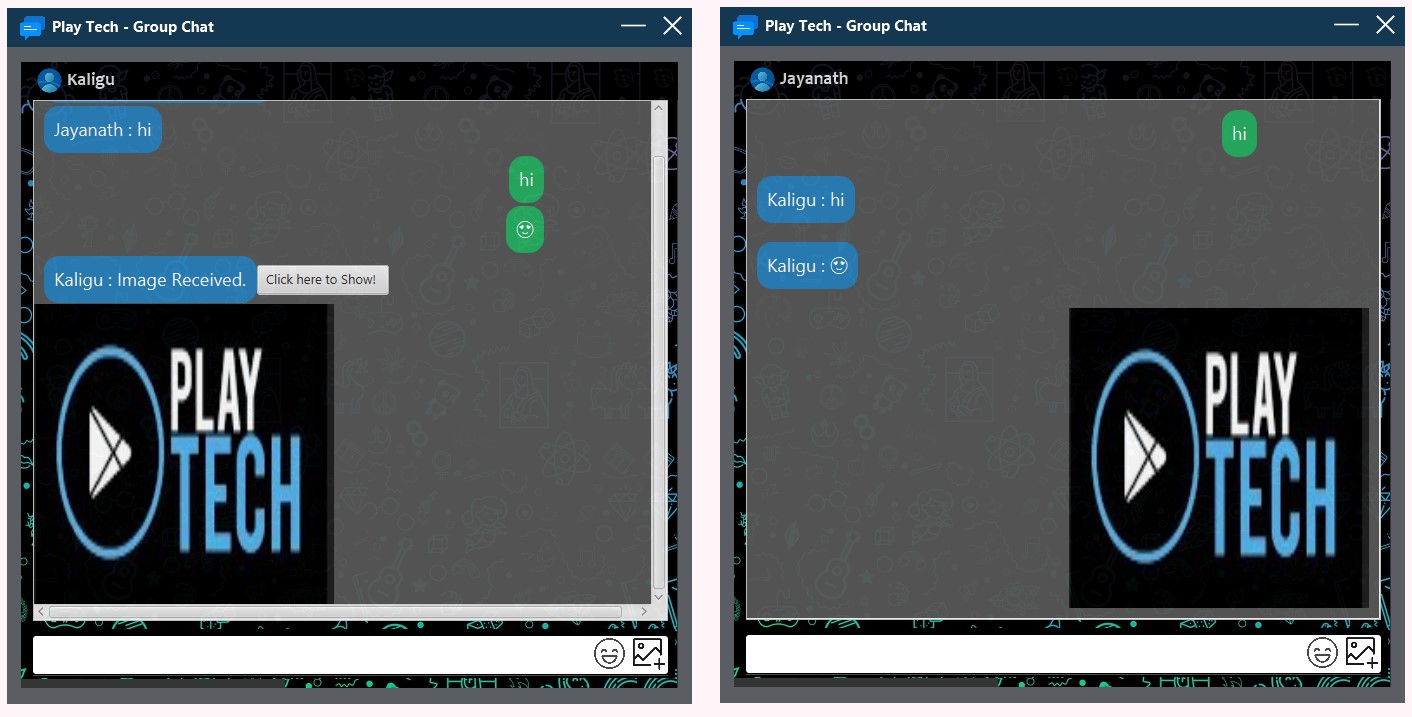 Play Tech - Group Chat
Kaligu
Jayanath : hi
hi
😍
Kaligu : Image Received.
Click here to Show!
PLAY
TECH
Play Tech - Group Chat
Jayanath
hi
Kaligu : hi
Kaligu : 😍
PLAY
TECH